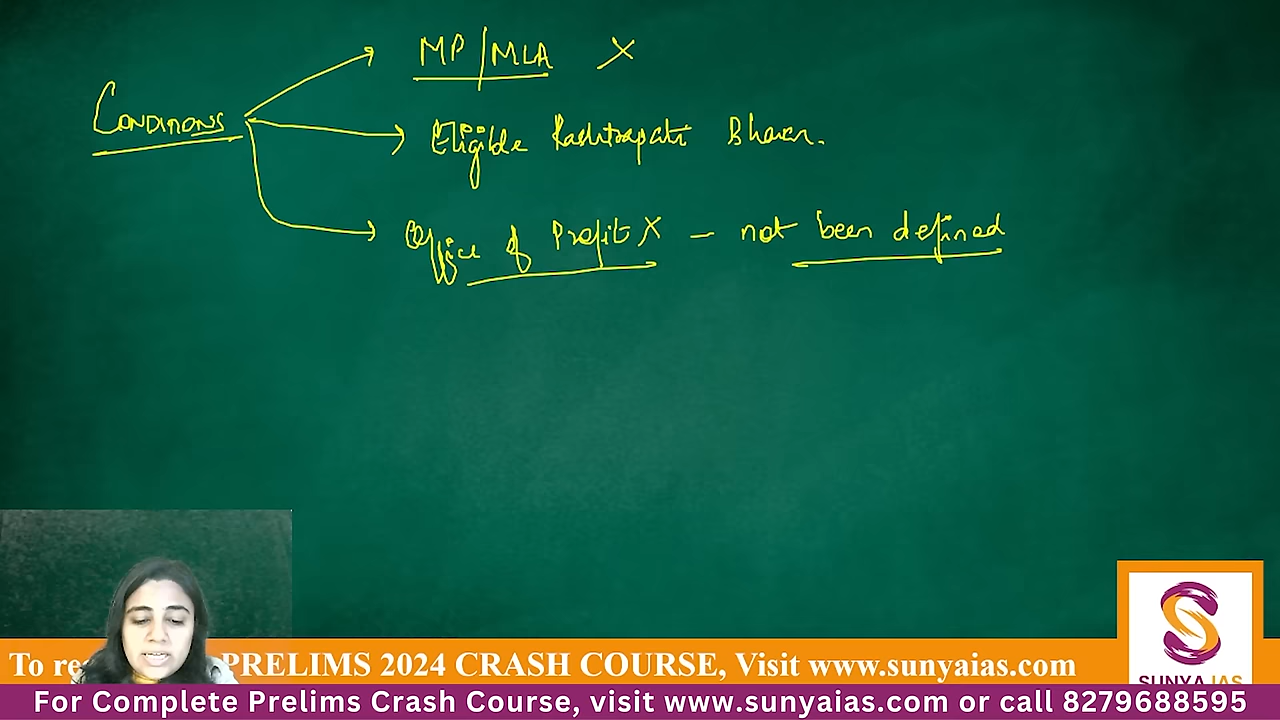 MP/MLA X
CONDITIONS
Eligible Rashtrapati Bhavan.
Office of Profit X – not been defined
To re PRELIMS 2024 CRASH COURSE, Visit www.sunyaias.com
SUNYA IAS
For Complete Prelims Crash Course, visit www.sunyaias.com or call 8279688595